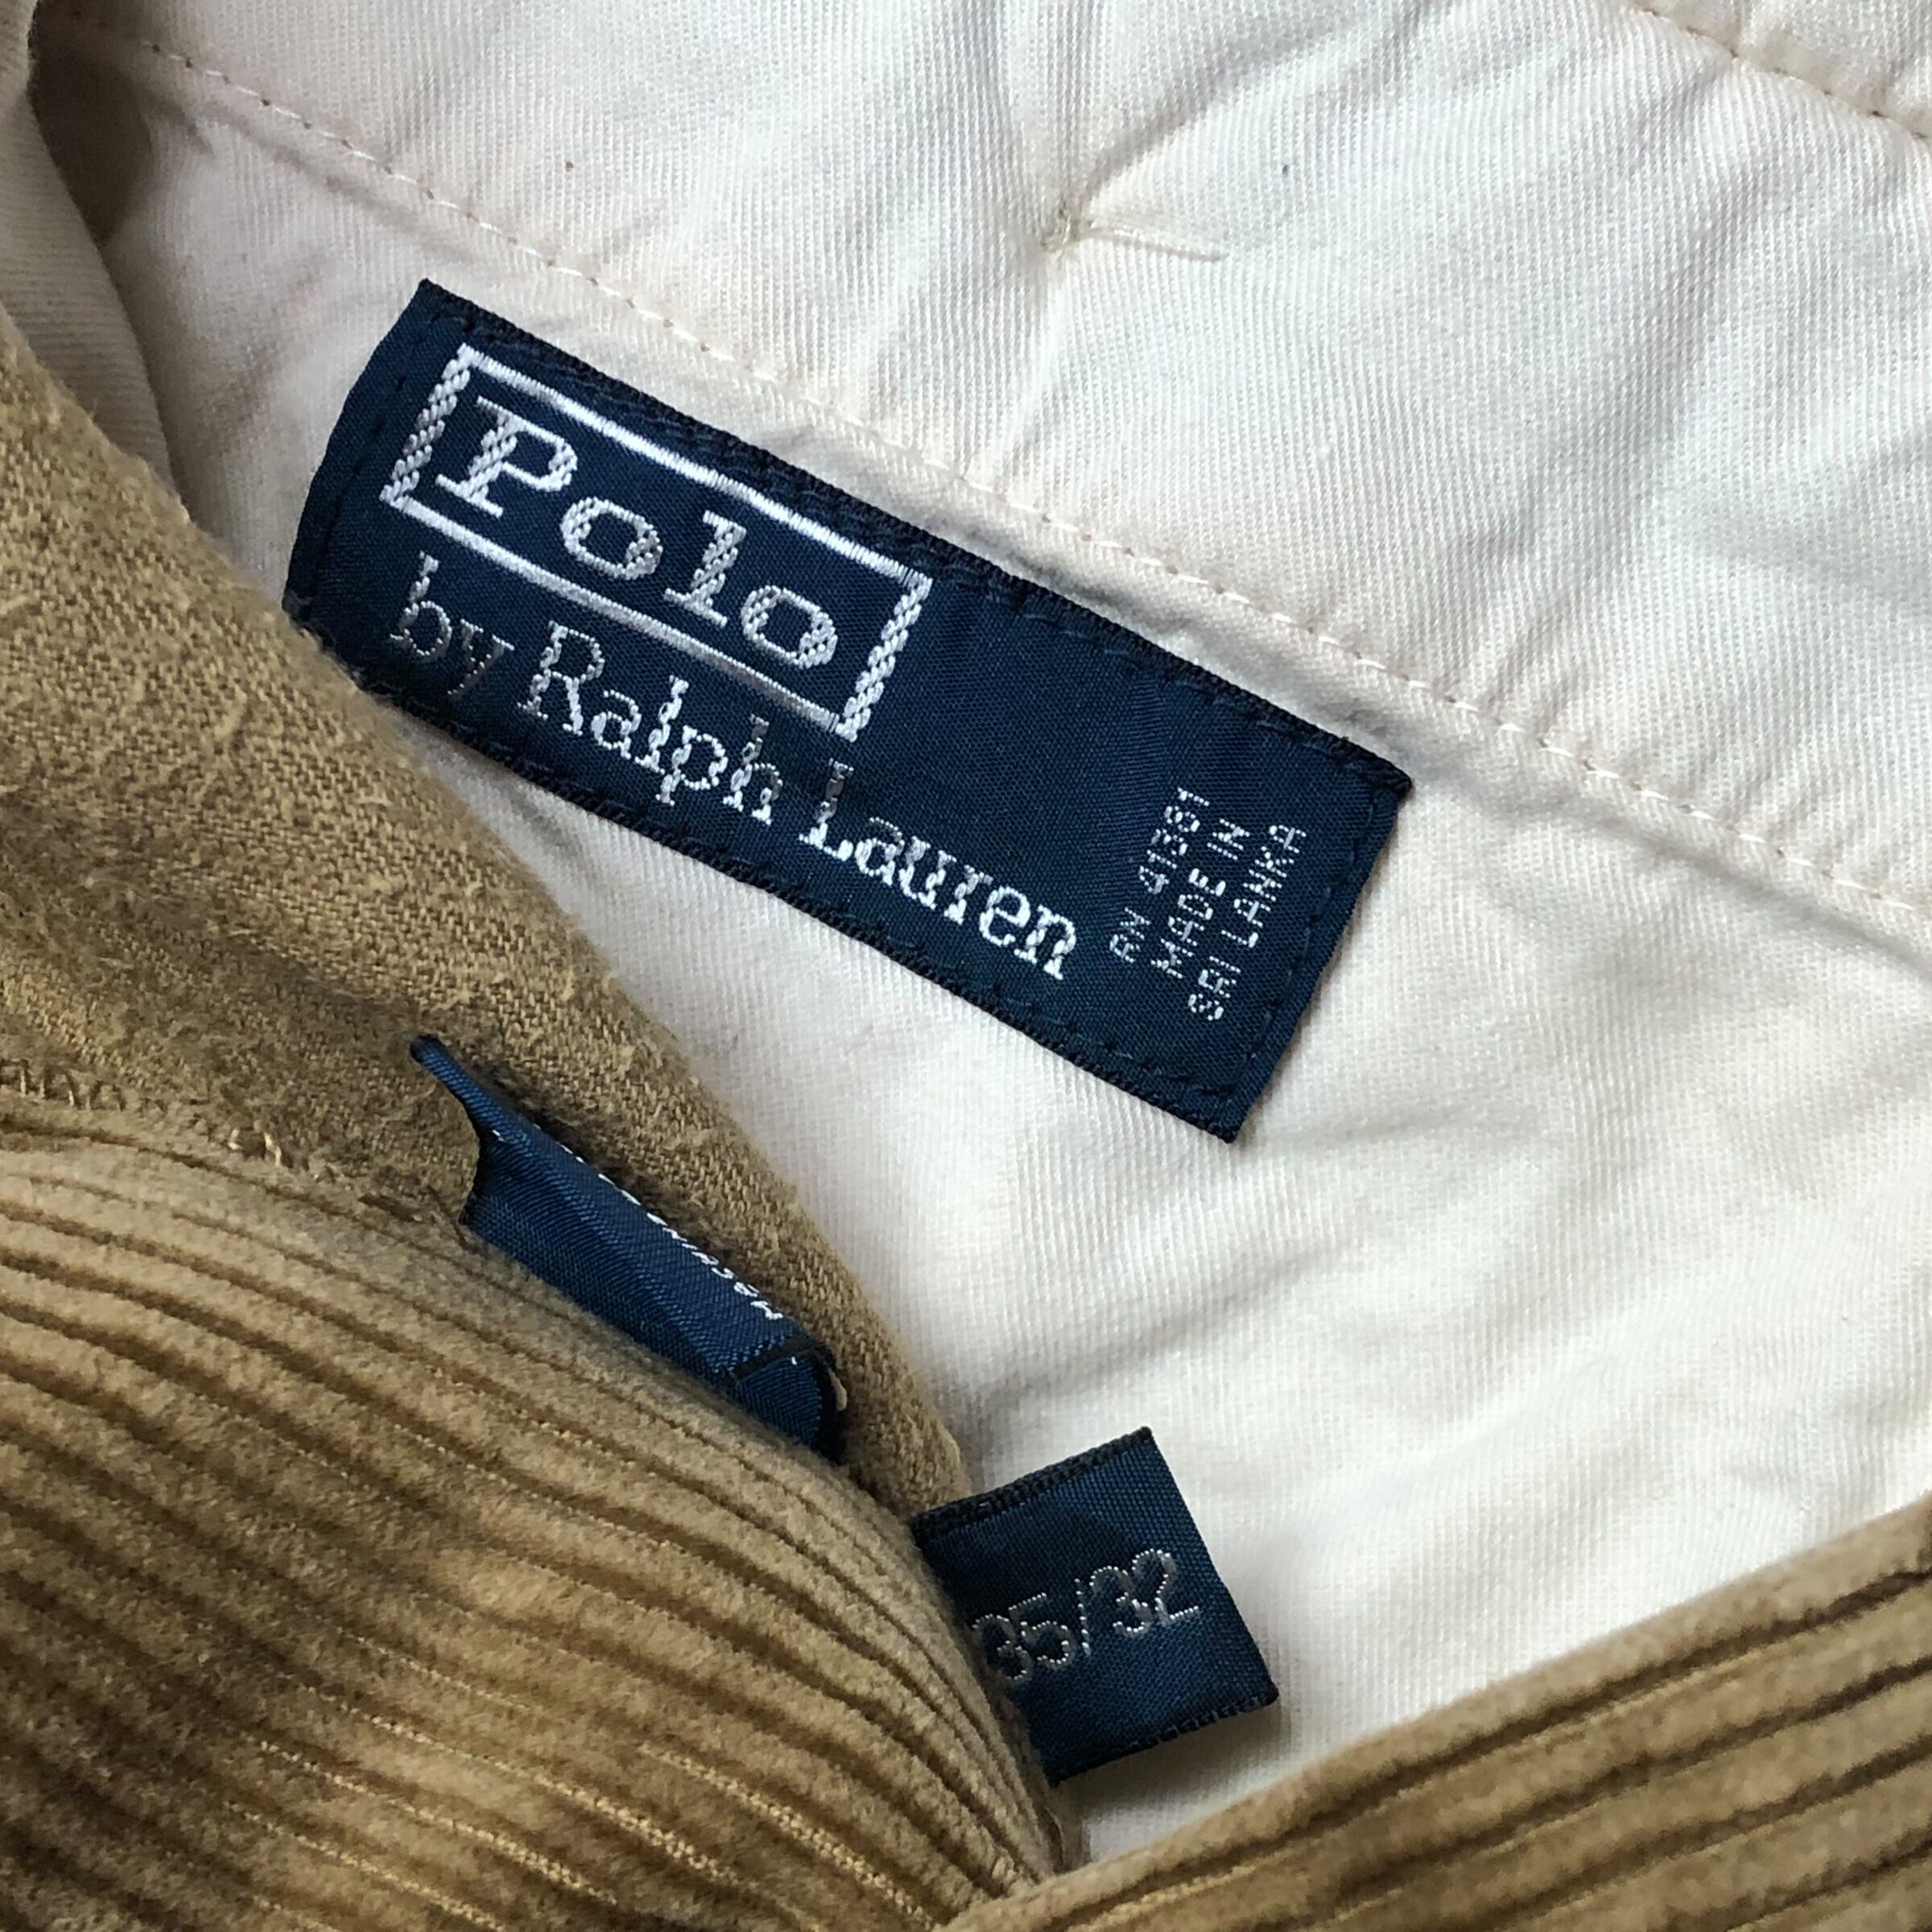 Polo
by Ralph Lauren
RN 41381
MADE IN
SRI LANKA
35/32